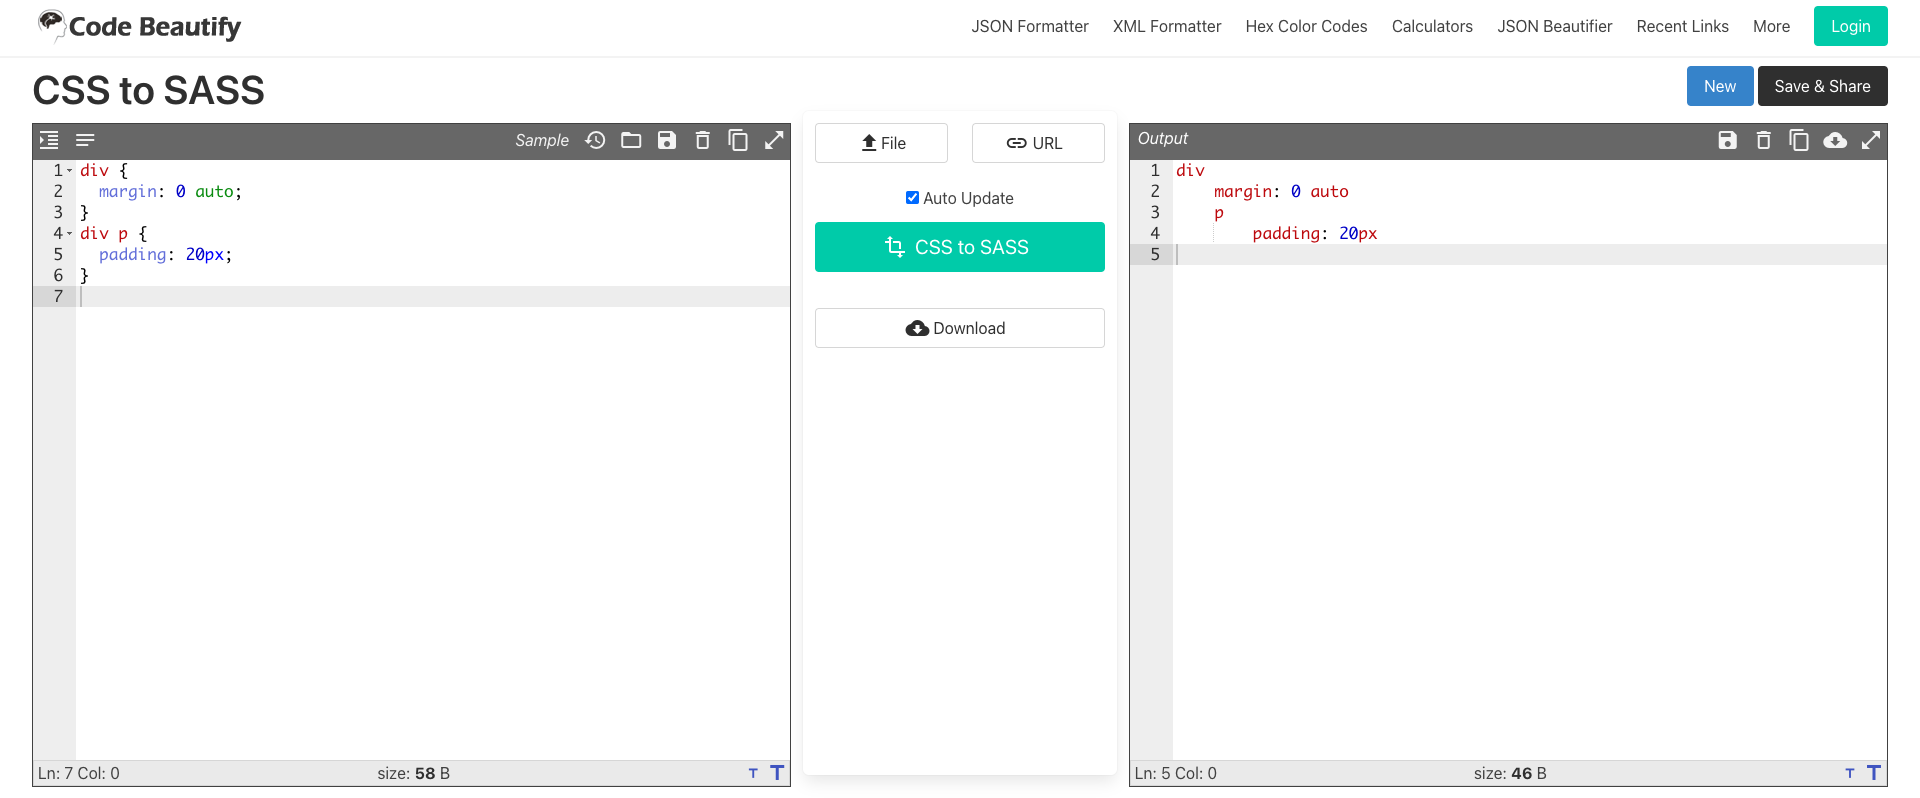 Code Beautify
JSON Formatter XML Formatter Hex Color Codes Calculators JSON Beautifier Recent Links More Login
CSS to SASS
New Save & Share
Sample
1 div {
2 margin: 0 auto;
3 }
4 div p {
5 padding: 20px;
6 }
7
Ln: 7 Col: 0 size: 58 B T T
File URL
Auto Update
CSS to SASS
Download
Output
1 div
2 margin: 0 auto
3 p
4 padding: 20px
5
Ln: 5 Col: 0 size: 46 B T T